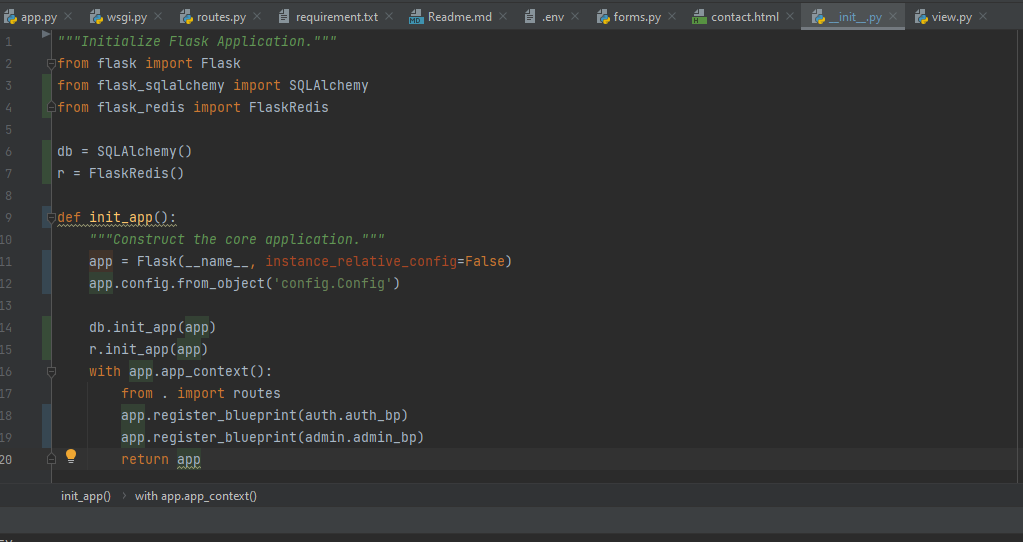 app.py wsgi.py routes.py requirement.txt Readme.md .env forms.py contact.html __init__.py view.py
1 """Initialize Flask Application."""
2 from flask import Flask
3 from flask_sqlalchemy import SQLAlchemy
4 from flask_redis import FlaskRedis
5
6 db = SQLAlchemy()
7 r = FlaskRedis()
8
9 def init_app():
10 """Construct the core application."""
11 app = Flask(__name__, instance_relative_config=False)
12 app.config.from_object('config.Config')
13
14 db.init_app(app)
15 r.init_app(app)
16 with app.app_context():
17 from . import routes
18 app.register_blueprint(auth.auth_bp)
19 app.register_blueprint(admin.admin_bp)
20 return app
init_app() › with app.app_context()